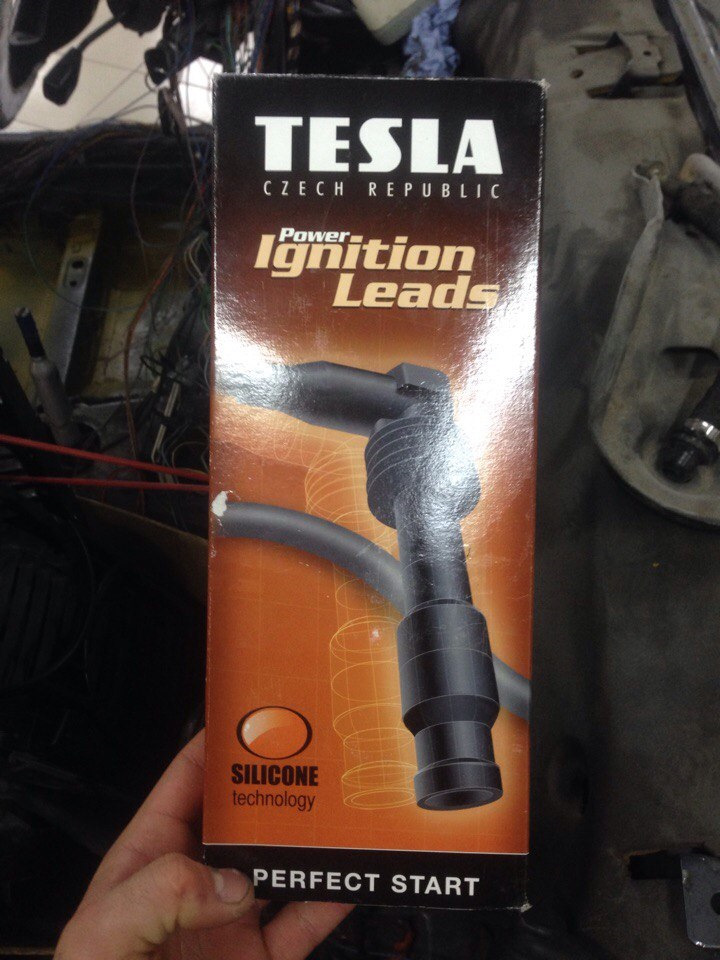 TESLA
CZECH REPUBLIC
Power
Ignition
Leads
SILICONE
technology
PERFECT START